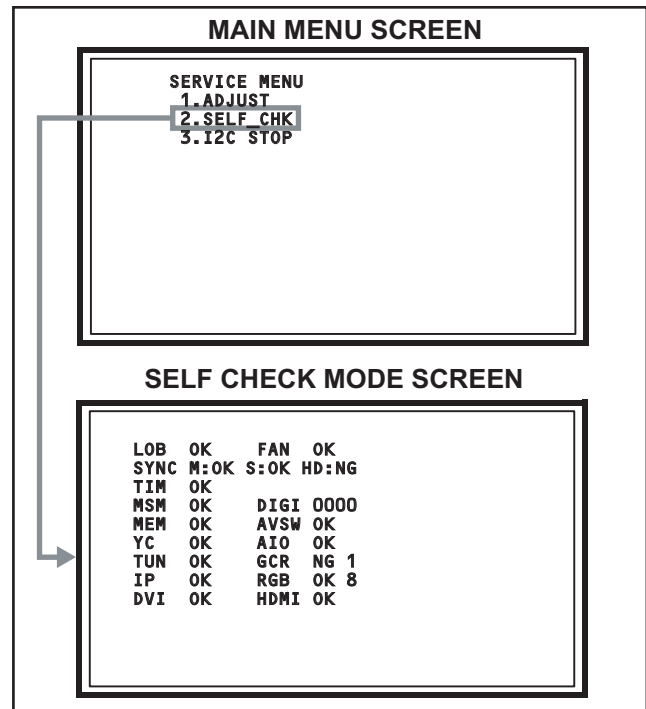 MAIN MENU SCREEN
SERVICE MENU
1.ADJUST
2.SELF_CHK
3.I2C STOP
SELF CHECK MODE SCREEN
LOB OK FAN OK
SYNC M:OK S:OK HD:NG
TIM OK
MSM OK DIGI 0000
MEM OK AVSW OK
YC OK AIO OK
TUN OK GCR NG 1
IP OK RGB OK 8
DVI OK HDMI OK